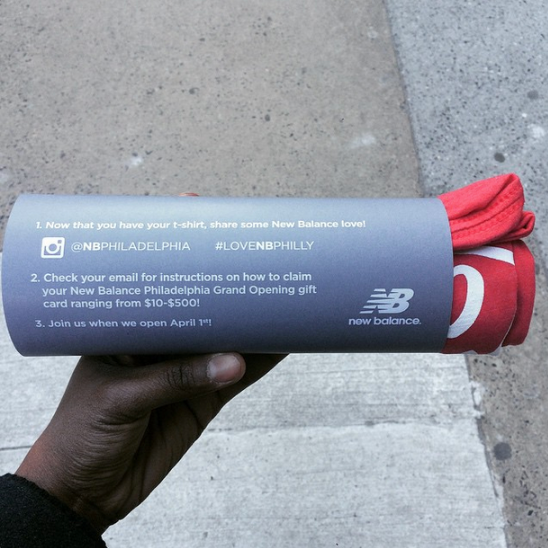 1. Now that you have your t-shirt, share some New Balance love!
@NBPHILADELPHIA #LOVENBPHILLY
2. Check your email for instructions on how to claim
your New Balance Philadelphia Grand Opening gift
card ranging from $10-$500!
3. Join us when we open April 1st!
NB
new balance.